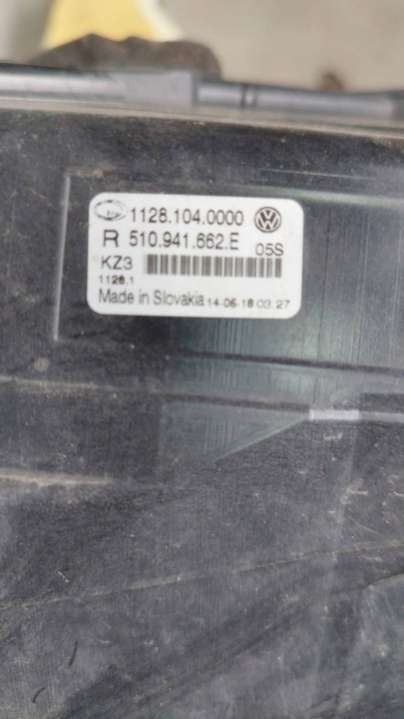 1128.104.0000
R 510.941.662.E 05S
KZ3
1128.1
Made in Slovakia 14-06-18 03:27